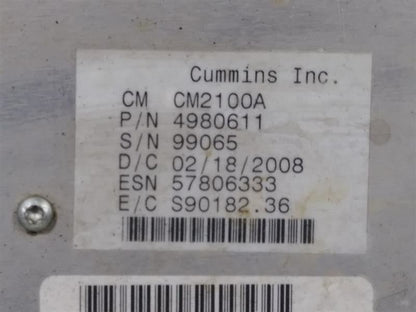 Cummins Inc.
CM CM2100A
P/N 4980611
S/N 99065
D/C 02/18/2008
ESN 57806333
E/C S90182.36